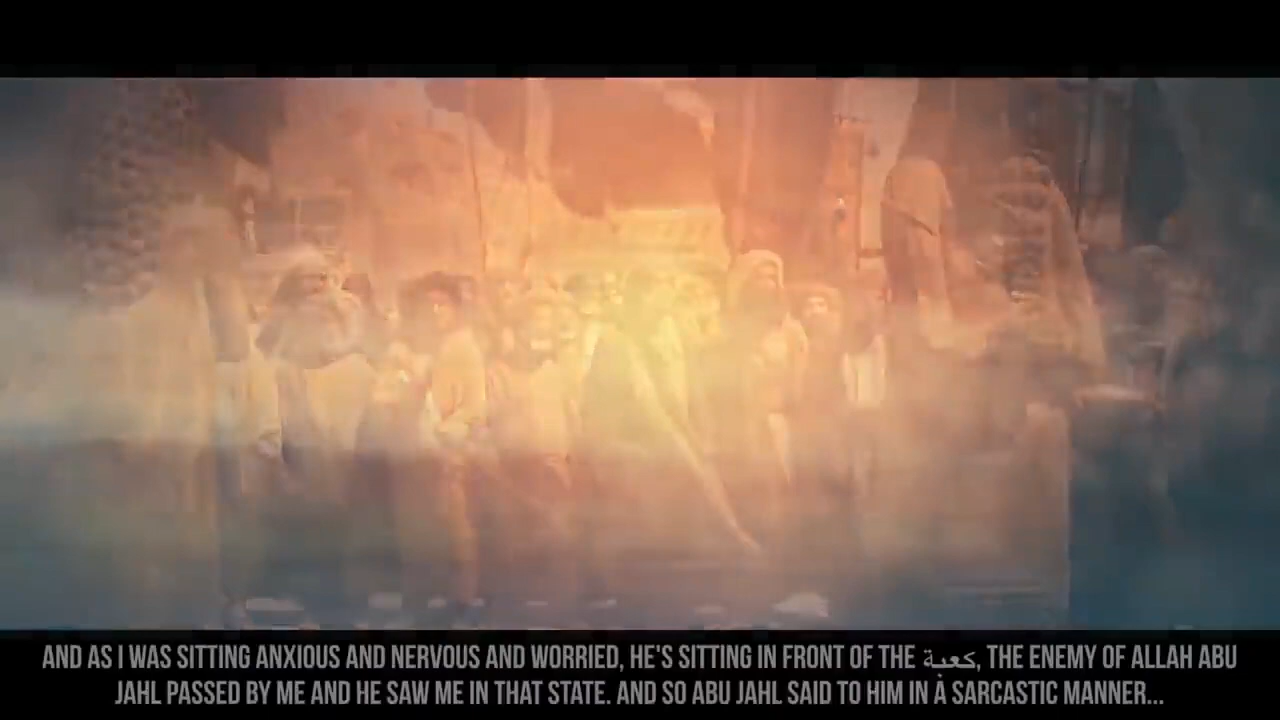 AND AS I WAS SITTING ANXIOUS AND NERVOUS AND WORRIED, HE'S SITTING IN FRONT OF THE كعبة, THE ENEMY OF ALLAH ABU
JAHL PASSED BY ME AND HE SAW ME IN THAT STATE. AND SO ABU JAHL SAID TO HIM IN A SARCASTIC MANNER...